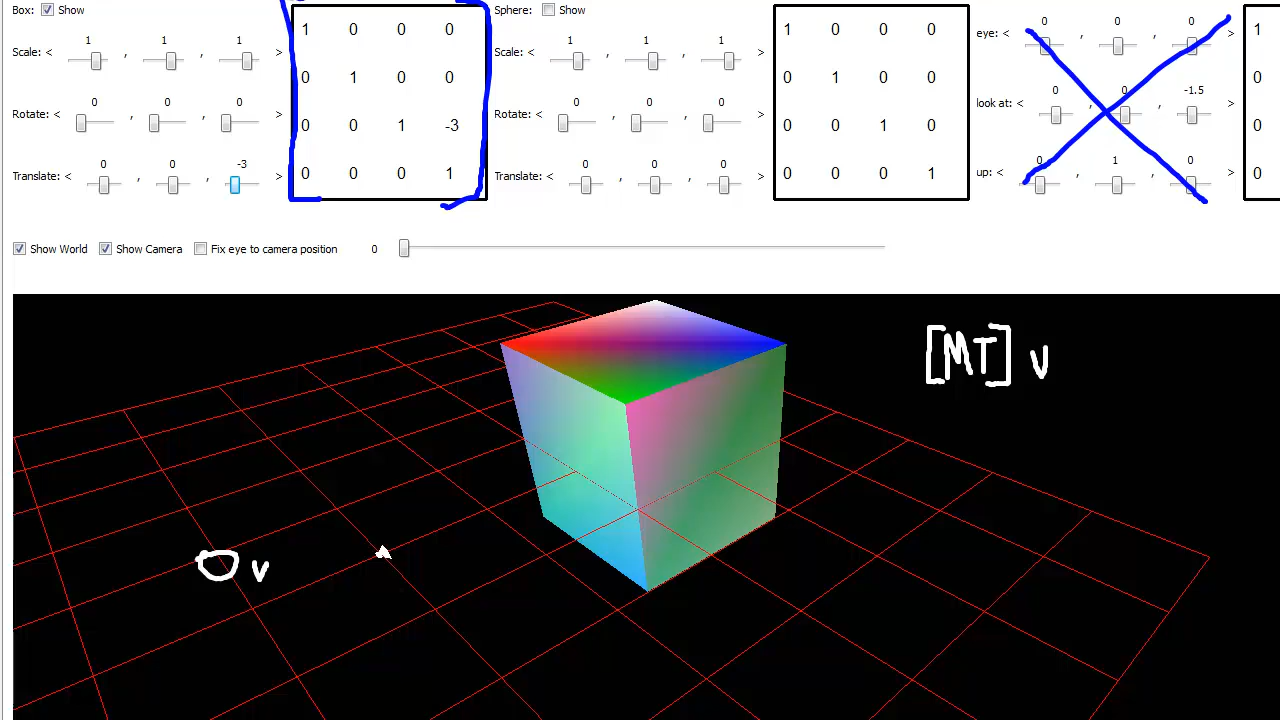 Box: Show
Scale: < 1 , 1 , 1 >
Rotate: < 0 , 0 , 0 >
Translate: < 0 , 0 , -3 >
1 0 0 0
0 1 0 0
0 0 1 -3
0 0 0 1
Sphere: Show
Scale: < 1 , 1 , 1 >
Rotate: < 0 , 0 , 0 >
Translate: < 0 , 0 , 0 >
1 0 0 0
0 1 0 0
0 0 1 0
0 0 0 1
eye: < 0 , 0 , 0 >
look at: < 0 , 0 , -1.5 >
up: < 0 , 1 , 0 >
1
0
0
0
Show World Show Camera Fix eye to camera position 0
[MT] v
v